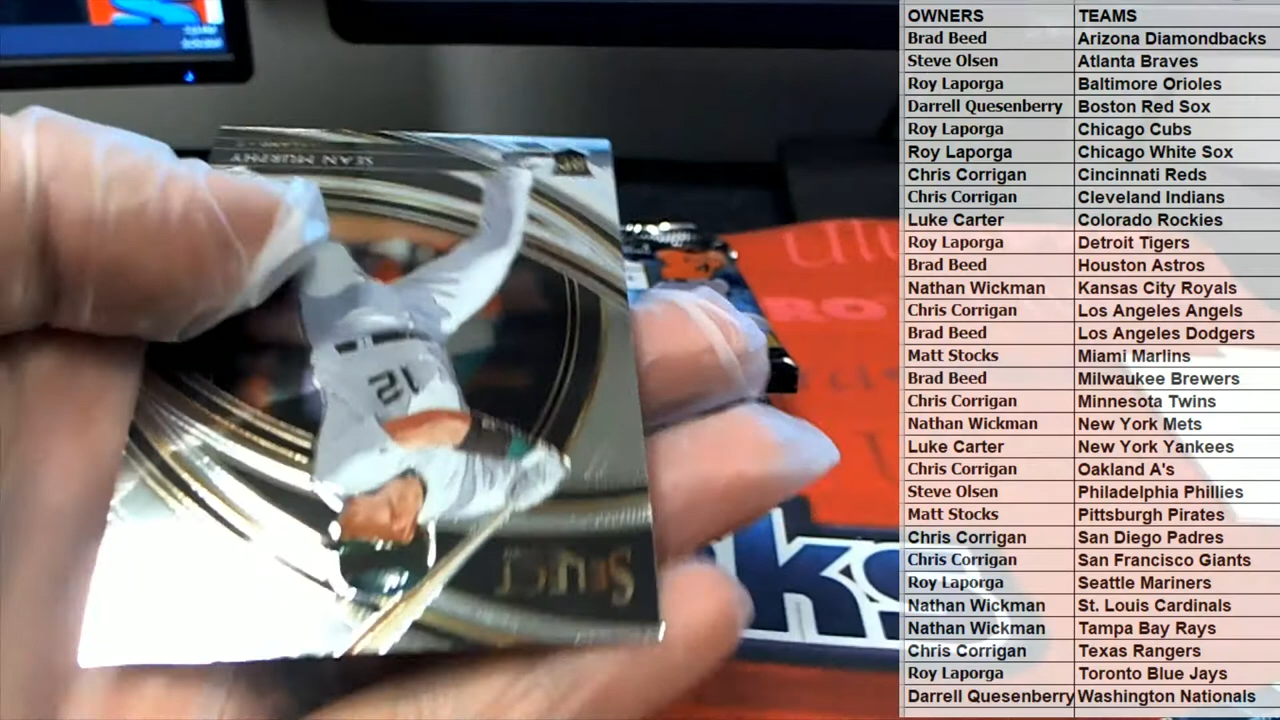 OWNERS TEAMS
Brad Beed Arizona Diamondbacks
Steve Olsen Atlanta Braves
Roy Laporga Baltimore Orioles
Darrell Quesenberry Boston Red Sox
Roy Laporga Chicago Cubs
Roy Laporga Chicago White Sox
Chris Corrigan Cincinnati Reds
Chris Corrigan Cleveland Indians
Luke Carter Colorado Rockies
Roy Laporga Detroit Tigers
Brad Beed Houston Astros
Nathan Wickman Kansas City Royals
Chris Corrigan Los Angeles Angels
Brad Beed Los Angeles Dodgers
Matt Stocks Miami Marlins
Brad Beed Milwaukee Brewers
Chris Corrigan Minnesota Twins
Nathan Wickman New York Mets
Luke Carter New York Yankees
Chris Corrigan Oakland A's
Steve Olsen Philadelphia Phillies
Matt Stocks Pittsburgh Pirates
Chris Corrigan San Diego Padres
Chris Corrigan San Francisco Giants
Roy Laporga Seattle Mariners
Nathan Wickman St. Louis Cardinals
Nathan Wickman Tampa Bay Rays
Chris Corrigan Texas Rangers
Roy Laporga Toronto Blue Jays
Darrell Quesenberry Washington Nationals
SEAN MURPHY
12
SELECT